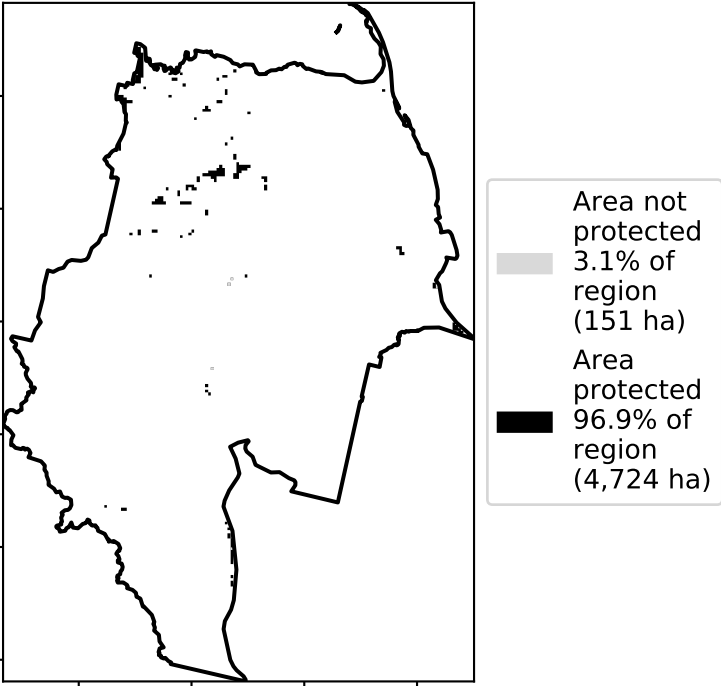 Area not
protected
3.1% of
region
(151 ha)
Area
protected
96.9% of
region
(4,724 ha)